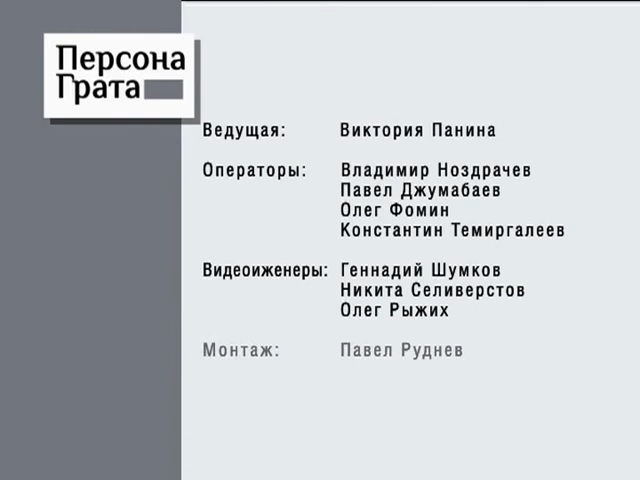 Персона
Грата
Ведущая: Виктория Панина
Операторы: Владимир Ноздрачев
Павел Джумабаев
Олег Фомин
Константин Темиргалеев
Видеоиженеры: Геннадий Шумков
Никита Селиверстов
Олег Рыжих
Монтаж: Павел Руднев